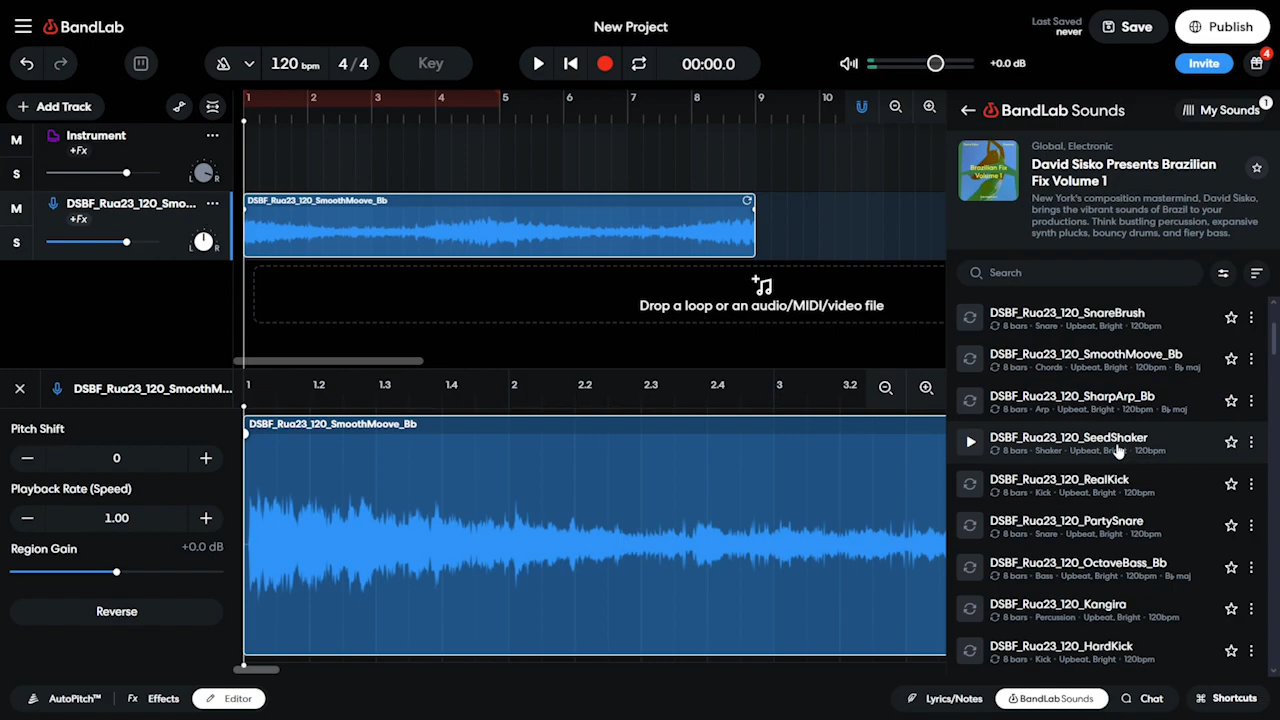 BandLab
New Project
Last Saved
never
Save
Publish
120 bpm
4 / 4
Key
00:00.0
+0.0 dB
Invite
4
Add Track
1 2 3 4 5 6 7 8 9 10
BandLab Sounds
My Sounds
1
M
Instrument
+Fx
S
L R
M
DSBF_Rua23_120_Smo...
+Fx
S
L R
DSBF_Rua23_120_SmoothMoove_Bb
Drop a loop or an audio/MIDI/video file
Global, Electronic
David Sisko Presents Brazilian
Fix Volume 1
New York's composition mastermind, David Sisko,
brings the vibrant sounds of Brazil to your
productions. Think bustling percussion, expansive
synth plucks, bouncy drums, and fiery bass.
Search
DSBF_Rua23_120_SnareBrush
8 bars • Snare • Upbeat, Bright • 120bpm
DSBF_Rua23_120_SmoothMoove_Bb
8 bars • Chords • Upbeat, Bright • 120bpm • B♭ maj
DSBF_Rua23_120_SharpArp_Bb
8 bars • Arp • Upbeat, Bright • 120bpm • B♭ maj
DSBF_Rua23_120_SeedShaker
8 bars • Shaker • Upbeat, Bright • 120bpm
DSBF_Rua23_120_RealKick
8 bars • Kick • Upbeat, Bright • 120bpm
DSBF_Rua23_120_PartySnare
8 bars • Snare • Upbeat, Bright • 120bpm
DSBF_Rua23_120_OctaveBass_Bb
8 bars • Bass • Upbeat, Bright • 120bpm • B♭ maj
DSBF_Rua23_120_Kangira
8 bars • Percussion • Upbeat, Bright • 120bpm
DSBF_Rua23_120_HardKick
8 bars • Kick • Upbeat, Bright • 120bpm
DSBF_Rua23_120_SmoothM...
1 1.2 1.3 1.4 2 2.2 2.3 2.4 3 3.2
DSBF_Rua23_120_SmoothMoove_Bb
Pitch Shift
0
Playback Rate (Speed)
1.00
Region Gain
+0.0 dB
Reverse
AutoPitch™
Fx Effects
Editor
Lyrics/Notes
BandLab Sounds
Chat
Shortcuts